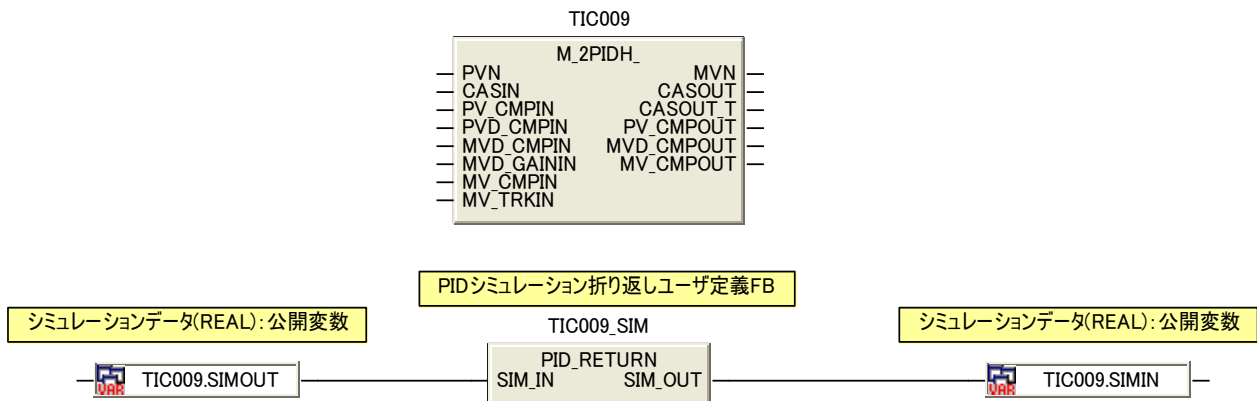 TIC009
M_2PIDH_
PVN MVN
CASIN CASOUT
PV_CMPIN CASOUT_T
PVD_CMPIN PV_CMPOUT
MVD_CMPIN MVD_CMPOUT
MVD_GAININ MV_CMPOUT
MV_CMPIN
MV_TRKIN
PIDシミュレーション折り返しユーザ定義FB
シミュレーションデータ(REAL):公開変数
TIC009_SIM
シミュレーションデータ(REAL):公開変数
PID_RETURN
VAR TIC009.SIMOUT
SIM_IN SIM_OUT
VAR TIC009.SIMIN